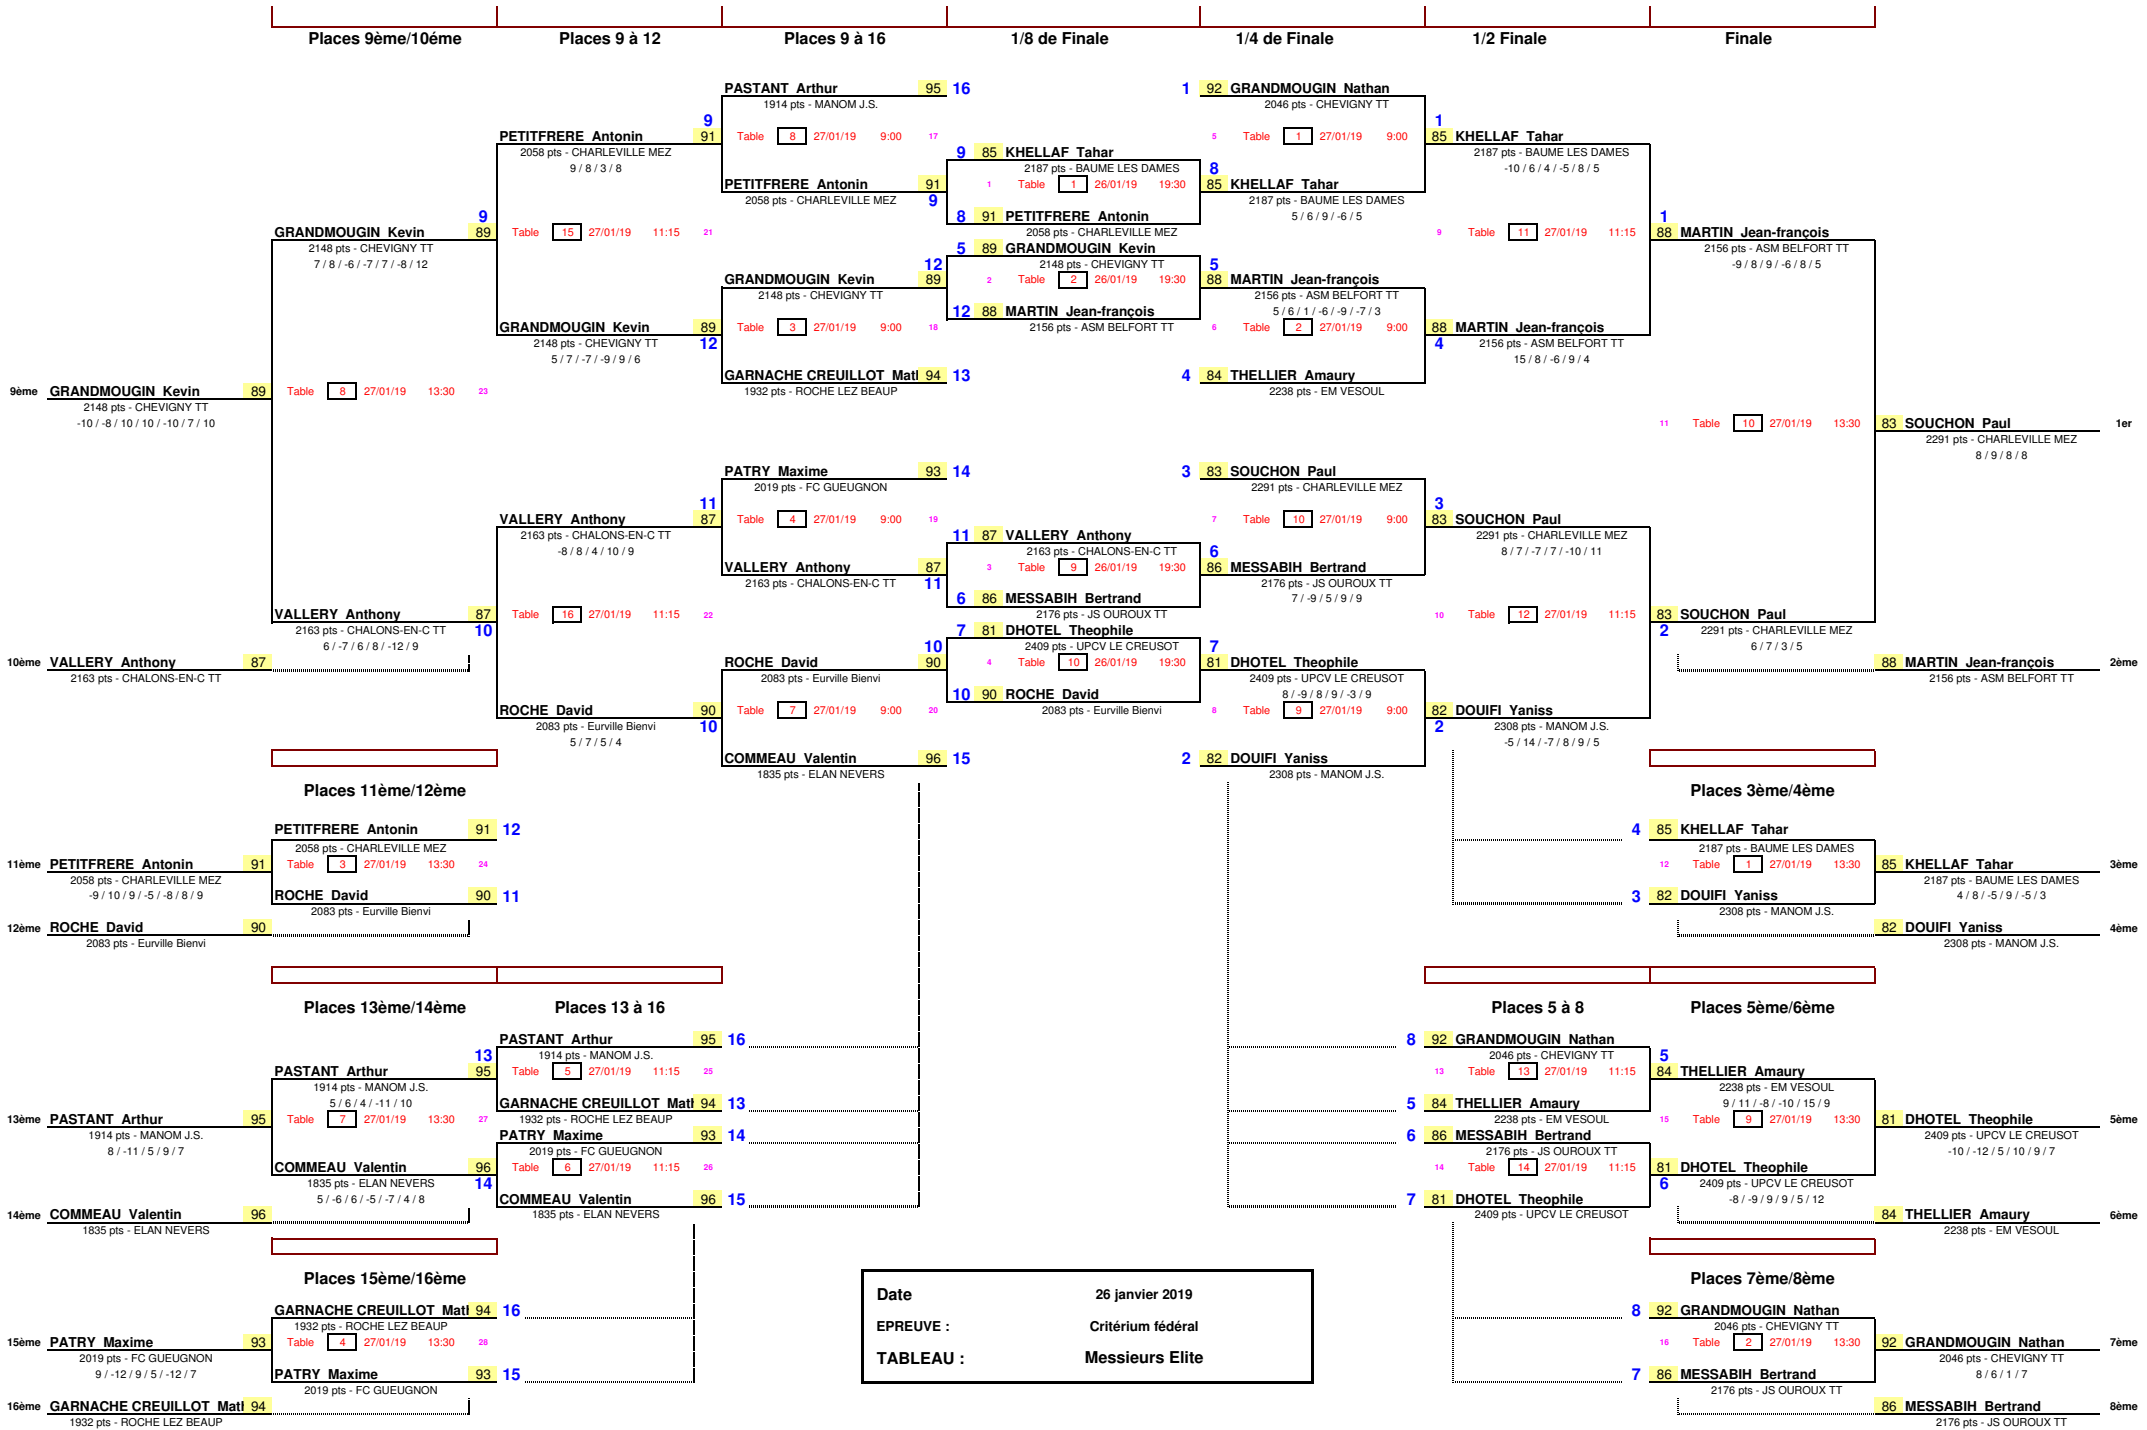 Places 9ème/10éme
Places 9 à 12
Places 9 à 16
1/8 de Finale
1/4 de Finale
1/2 Finale
Finale
9ème GRANDMOUGIN Kevin 89
2148 pts - CHEVIGNY TT
-10 / -8 / 10 / 10 / -10 / 7 / 10
10ème VALLERY Anthony 87
2163 pts - CHALONS-EN-C TT
9
GRANDMOUGIN Kevin 89
2148 pts - CHEVIGNY TT
7 / 8 / -6 / -7 / 7 / -8 / 12
Table 8 27/01/19 13:30 23
VALLERY Anthony 87
2163 pts - CHALONS-EN-C TT 10
6 / -7 / 6 / 8 / -12 / 9
9
PETITFRERE Antonin 91
2058 pts - CHARLEVILLE MEZ
9 / 8 / 3 / 8
Table 15 27/01/19 11:15 21
GRANDMOUGIN Kevin 89
2148 pts - CHEVIGNY TT 12
5 / 7 / -7 / -9 / 9 / 6
11
VALLERY Anthony 87
2163 pts - CHALONS-EN-C TT
-8 / 8 / 4 / 10 / 9
Table 16 27/01/19 11:15 22
ROCHE David 90
2083 pts - Eurville Bienvi 10
5 / 7 / 5 / 4
PASTANT Arthur 95 16
1914 pts - MANOM J.S.
Table 8 27/01/19 9:00 17
PETITFRERE Antonin 91
2058 pts - CHARLEVILLE MEZ 9
12
GRANDMOUGIN Kevin 89
2148 pts - CHEVIGNY TT
Table 3 27/01/19 9:00 18
GARNACHE CREUILLOT Mat 94 13
1932 pts - ROCHE LEZ BEAUP
PATRY Maxime 93 14
2019 pts - FC GUEUGNON
Table 4 27/01/19 9:00 19
VALLERY Anthony 87
2163 pts - CHALONS-EN-C TT 11
10
ROCHE David 90
2083 pts - Eurville Bienvi
Table 7 27/01/19 9:00 20
COMMEAU Valentin 96 15
1835 pts - ELAN NEVERS
9 85 KHELLAF Tahar
2187 pts - BAUME LES DAMES
1 Table 1 26/01/19 19:30
8 91 PETITFRERE Antonin
2058 pts - CHARLEVILLE MEZ
5 89 GRANDMOUGIN Kevin
2148 pts - CHEVIGNY TT
2 Table 2 26/01/19 19:30
12 88 MARTIN Jean-françois
2156 pts - ASM BELFORT TT
11 87 VALLERY Anthony
2163 pts - CHALONS-EN-C TT
3 Table 9 26/01/19 19:30
6 86 MESSABIH Bertrand
2176 pts - JS OUROUX TT
7 81 DHOTEL Theophile
2409 pts - UPCV LE CREUSOT
4 Table 10 26/01/19 19:30
10 90 ROCHE David
2083 pts - Eurville Bienvi
1 92 GRANDMOUGIN Nathan
2046 pts - CHEVIGNY TT
5 Table 1 27/01/19 9:00
8
85 KHELLAF Tahar
2187 pts - BAUME LES DAMES
5 / 6 / 9 / -6 / 5
5
88 MARTIN Jean-françois
2156 pts - ASM BELFORT TT
5 / 6 / 1 / -6 / -9 / -7 / 3
6 Table 2 27/01/19 9:00
4 84 THELLIER Amaury
2238 pts - EM VESOUL
3 83 SOUCHON Paul
2291 pts - CHARLEVILLE MEZ
7 Table 10 27/01/19 9:00
6
86 MESSABIH Bertrand
2176 pts - JS OUROUX TT
7 / -9 / 5 / 9 / 9
7
81 DHOTEL Theophile
2409 pts - UPCV LE CREUSOT
8 / -9 / 8 / 9 / -3 / 9
8 Table 9 27/01/19 9:00
2 82 DOUIFI Yaniss
2308 pts - MANOM J.S.
1
85 KHELLAF Tahar
2187 pts - BAUME LES DAMES
-10 / 6 / 4 / -5 / 8 / 5
9 Table 11 27/01/19 11:15
88 MARTIN Jean-françois
4 2156 pts - ASM BELFORT TT
15 / 8 / -6 / 9 / 4
3
83 SOUCHON Paul
2291 pts - CHARLEVILLE MEZ
8 / 7 / -7 / 7 / -10 / 11
10 Table 12 27/01/19 11:15
82 DOUIFI Yaniss
2 2308 pts - MANOM J.S.
-5 / 14 / -7 / 8 / 9 / 5
1
88 MARTIN Jean-françois
2156 pts - ASM BELFORT TT
-9 / 8 / 9 / -6 / 8 / 5
11 Table 10 27/01/19 13:30
83 SOUCHON Paul
2 2291 pts - CHARLEVILLE MEZ
6 / 7 / 3 / 5
83 SOUCHON Paul 1er
2291 pts - CHARLEVILLE MEZ
8 / 9 / 8 / 8
88 MARTIN Jean-françois 2ème
2156 pts - ASM BELFORT TT
Places 11ème/12ème
PETITFRERE Antonin 91 12
2058 pts - CHARLEVILLE MEZ
11ème PETITFRERE Antonin 91
Table 3 27/01/19 13:30 24
2058 pts - CHARLEVILLE MEZ
-9 / 10 / 9 / -5 / -8 / 8 / 9
ROCHE David 90 11
2083 pts - Eurville Bienvi
12ème ROCHE David 90
2083 pts - Eurville Bienvi
Places 3ème/4ème
4 85 KHELLAF Tahar
2187 pts - BAUME LES DAMES
12 Table 1 27/01/19 13:30
3 82 DOUIFI Yaniss
2308 pts - MANOM J.S.
85 KHELLAF Tahar 3ème
2187 pts - BAUME LES DAMES
4 / 8 / -5 / 9 / -5 / 3
82 DOUIFI Yaniss 4ème
2308 pts - MANOM J.S.
Places 13ème/14ème
Places 13 à 16
PASTANT Arthur 95 16
1914 pts - MANOM J.S.
Table 5 27/01/19 11:15 25
GARNACHE CREUILLOT Mat 94 13
1932 pts - ROCHE LEZ BEAUP
PATRY Maxime 93 14
2019 pts - FC GUEUGNON
Table 6 27/01/19 11:15 26
COMMEAU Valentin 96 15
1835 pts - ELAN NEVERS
13
PASTANT Arthur 95
1914 pts - MANOM J.S.
5 / 6 / 4 / -11 / 10
Table 7 27/01/19 13:30 27
COMMEAU Valentin 96
1835 pts - ELAN NEVERS 14
5 / -6 / 6 / -5 / -7 / 4 / 8
13ème PASTANT Arthur 95
1914 pts - MANOM J.S.
8 / -11 / 5 / 9 / 7
14ème COMMEAU Valentin 96
1835 pts - ELAN NEVERS
Places 5 à 8
Places 5ème/6ème
8 92 GRANDMOUGIN Nathan
2046 pts - CHEVIGNY TT
13 Table 13 27/01/19 11:15
5 84 THELLIER Amaury
2238 pts - EM VESOUL
6 86 MESSABIH Bertrand
2176 pts - JS OUROUX TT
14 Table 14 27/01/19 11:15
7 81 DHOTEL Theophile
2409 pts - UPCV LE CREUSOT
5
84 THELLIER Amaury
2238 pts - EM VESOUL
9 / 11 / -8 / -10 / 15 / 9
15 Table 9 27/01/19 13:30
81 DHOTEL Theophile
6 2409 pts - UPCV LE CREUSOT
-8 / -9 / 9 / 9 / 5 / 12
81 DHOTEL Theophile 5ème
2409 pts - UPCV LE CREUSOT
-10 / -12 / 5 / 10 / 9 / 7
84 THELLIER Amaury 6ème
2238 pts - EM VESOUL
Places 15ème/16ème
GARNACHE CREUILLOT Mat 94 16
1932 pts - ROCHE LEZ BEAUP
Table 4 27/01/19 13:30 28
PATRY Maxime 93 15
2019 pts - FC GUEUGNON
15ème PATRY Maxime 93
2019 pts - FC GUEUGNON
9 / -12 / 9 / 5 / -12 / 7
16ème GARNACHE CREUILLOT Mat 94
1932 pts - ROCHE LEZ BEAUP
Date 26 janvier 2019
EPREUVE : Critérium fédéral
TABLEAU : Messieurs Elite
Places 7ème/8ème
8 92 GRANDMOUGIN Nathan
2046 pts - CHEVIGNY TT
16 Table 2 27/01/19 13:30
7 86 MESSABIH Bertrand
2176 pts - JS OUROUX TT
92 GRANDMOUGIN Nathan 7ème
2046 pts - CHEVIGNY TT
8 / 6 / 1 / 7
86 MESSABIH Bertrand 8ème
2176 pts - JS OUROUX TT